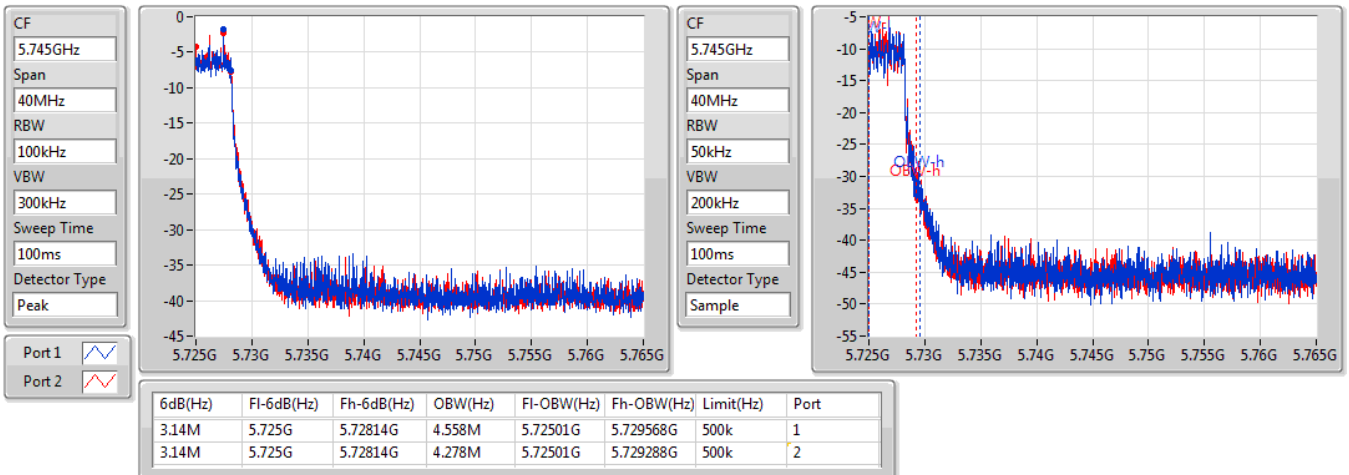 CF
5.745GHz
Span
40MHz
RBW
100kHz
VBW
300kHz
Sweep Time
100ms
Detector Type
Peak
Port 1
Port 2
0-
-5-
-10-
-15-
-20-
-25-
-30-
-35-
-40-
-45-
5.725G 5.73G 5.735G 5.74G 5.745G 5.75G 5.755G 5.76G 5.765G
CF
5.745GHz
Span
40MHz
RBW
50kHz
VBW
200kHz
Sweep Time
100ms
Detector Type
Sample
-5-
-10-
-15-
-20-
-25-
-30-
-35-
-40-
-45-
-50-
-55-
OBW-h
OBW-h
5.725G 5.73G 5.735G 5.74G 5.745G 5.75G 5.755G 5.76G 5.765G
6dB(Hz) Fl-6dB(Hz) Fh-6dB(Hz) OBW(Hz) Fl-OBW(Hz) Fh-OBW(Hz) Limit(Hz) Port
3.14M 5.725G 5.72814G 4.558M 5.72501G 5.729568G 500k 1
3.14M 5.725G 5.72814G 4.278M 5.72501G 5.729288G 500k 2